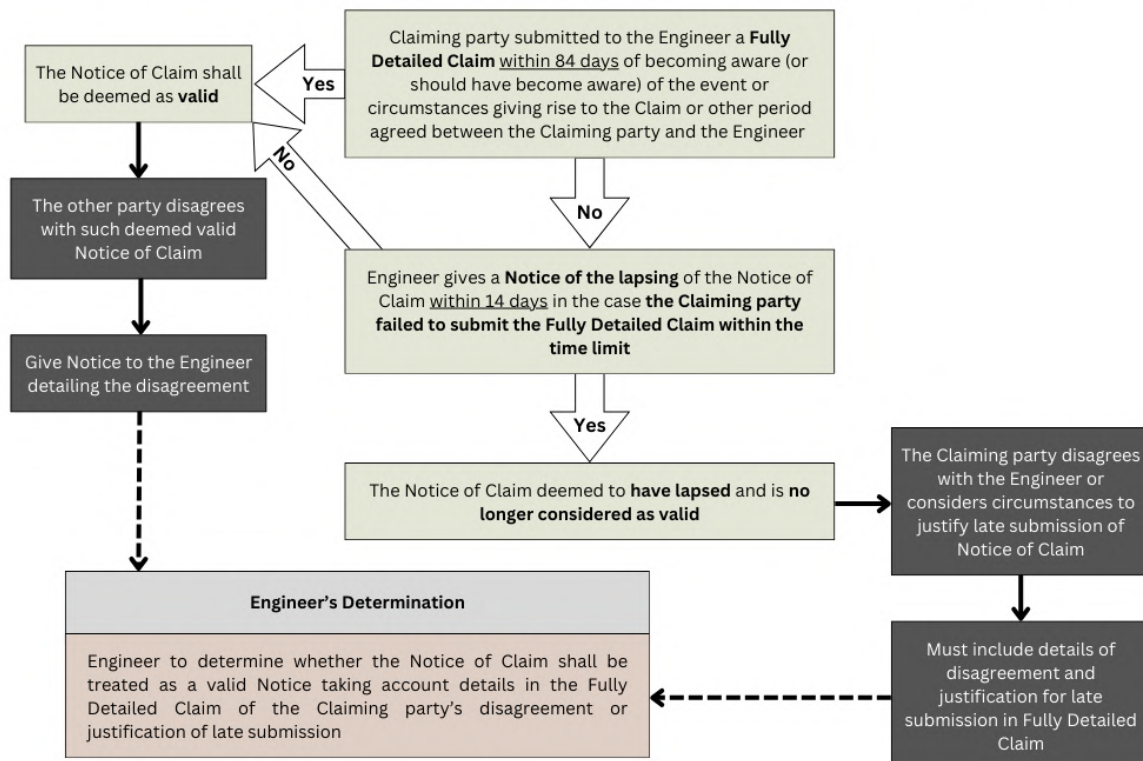 Claiming party submitted to the Engineer a Fully
Detailed Claim within 84 days of becoming aware (or
should have become aware) of the event or
circumstances giving rise to the Claim or other period
agreed between the Claiming party and the Engineer
Yes
The Notice of Claim shall
be deemed as valid
No
No
The other party disagrees
with such deemed valid
Notice of Claim
Engineer gives a Notice of the lapsing of the Notice of
Claim within 14 days in the case the Claiming party
failed to submit the Fully Detailed Claim within the
time limit
Give Notice to the Engineer
detailing the disagreement
Yes
The Notice of Claim deemed to have lapsed and is no
longer considered as valid
The Claiming party disagrees
with the Engineer or
considers circumstances to
justify late submission of
Notice of Claim
Must include details of
disagreement and
justification for late
submission in Fully Detailed
Claim
Engineer's Determination
Engineer to determine whether the Notice of Claim shall be
treated as a valid Notice taking account details in the Fully
Detailed Claim of the Claiming party's disagreement or
justification of late submission